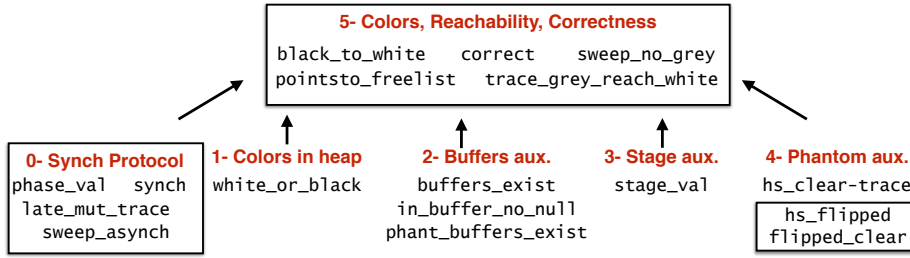 5- Colors, Reachability, Correctness
black_to_white correct sweep_no_grey
pointsto_freelist trace_grey_reach_white
0- Synch Protocol
phase_val synch
late_mut_trace
sweep_asynch
1- Colors in heap
white_or_black
2- Buffers aux.
buffers_exist
in_buffer_no_null
phant_buffers_exist
3- Stage aux.
stage_val
4- Phantom aux.
hs_clear-trace
hs_flipped
flipped_clear